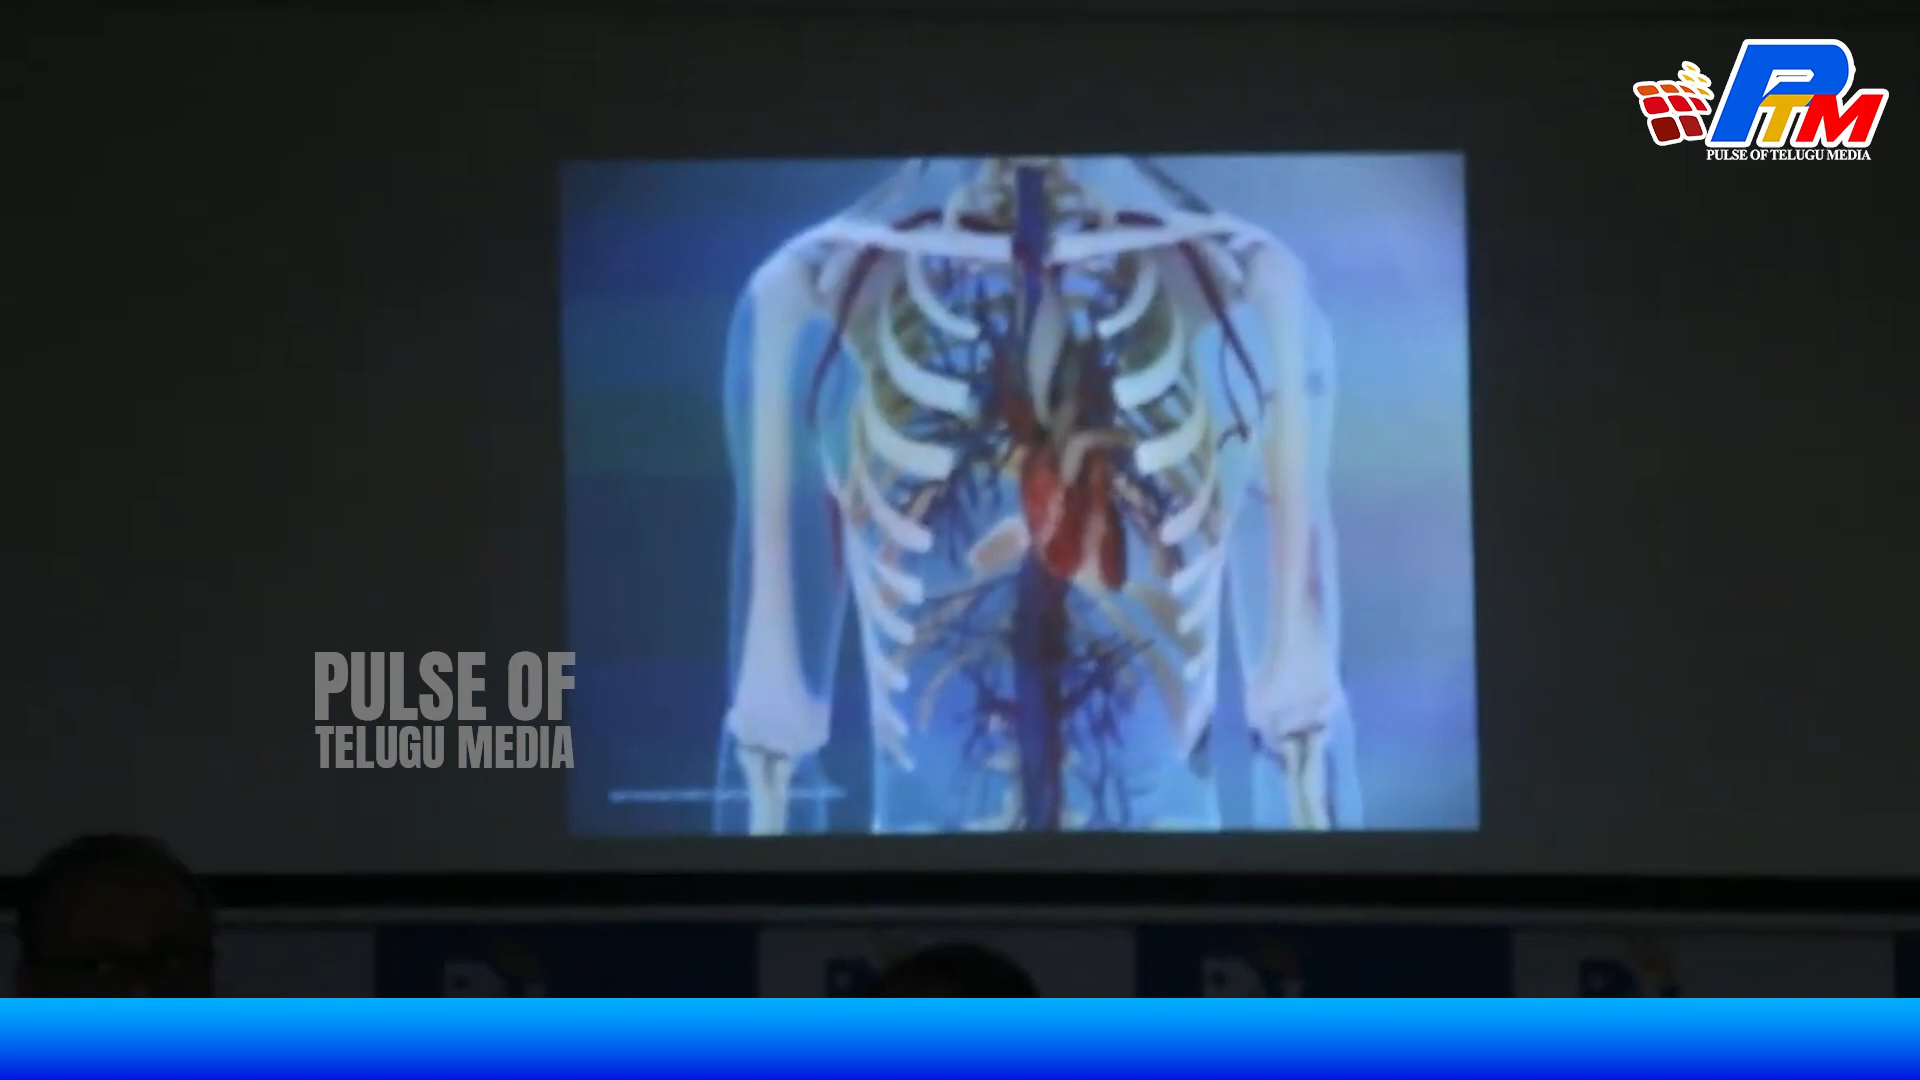 PTM
PULSE OF TELUGU MEDIA
PULSE OF
TELUGU MEDIA